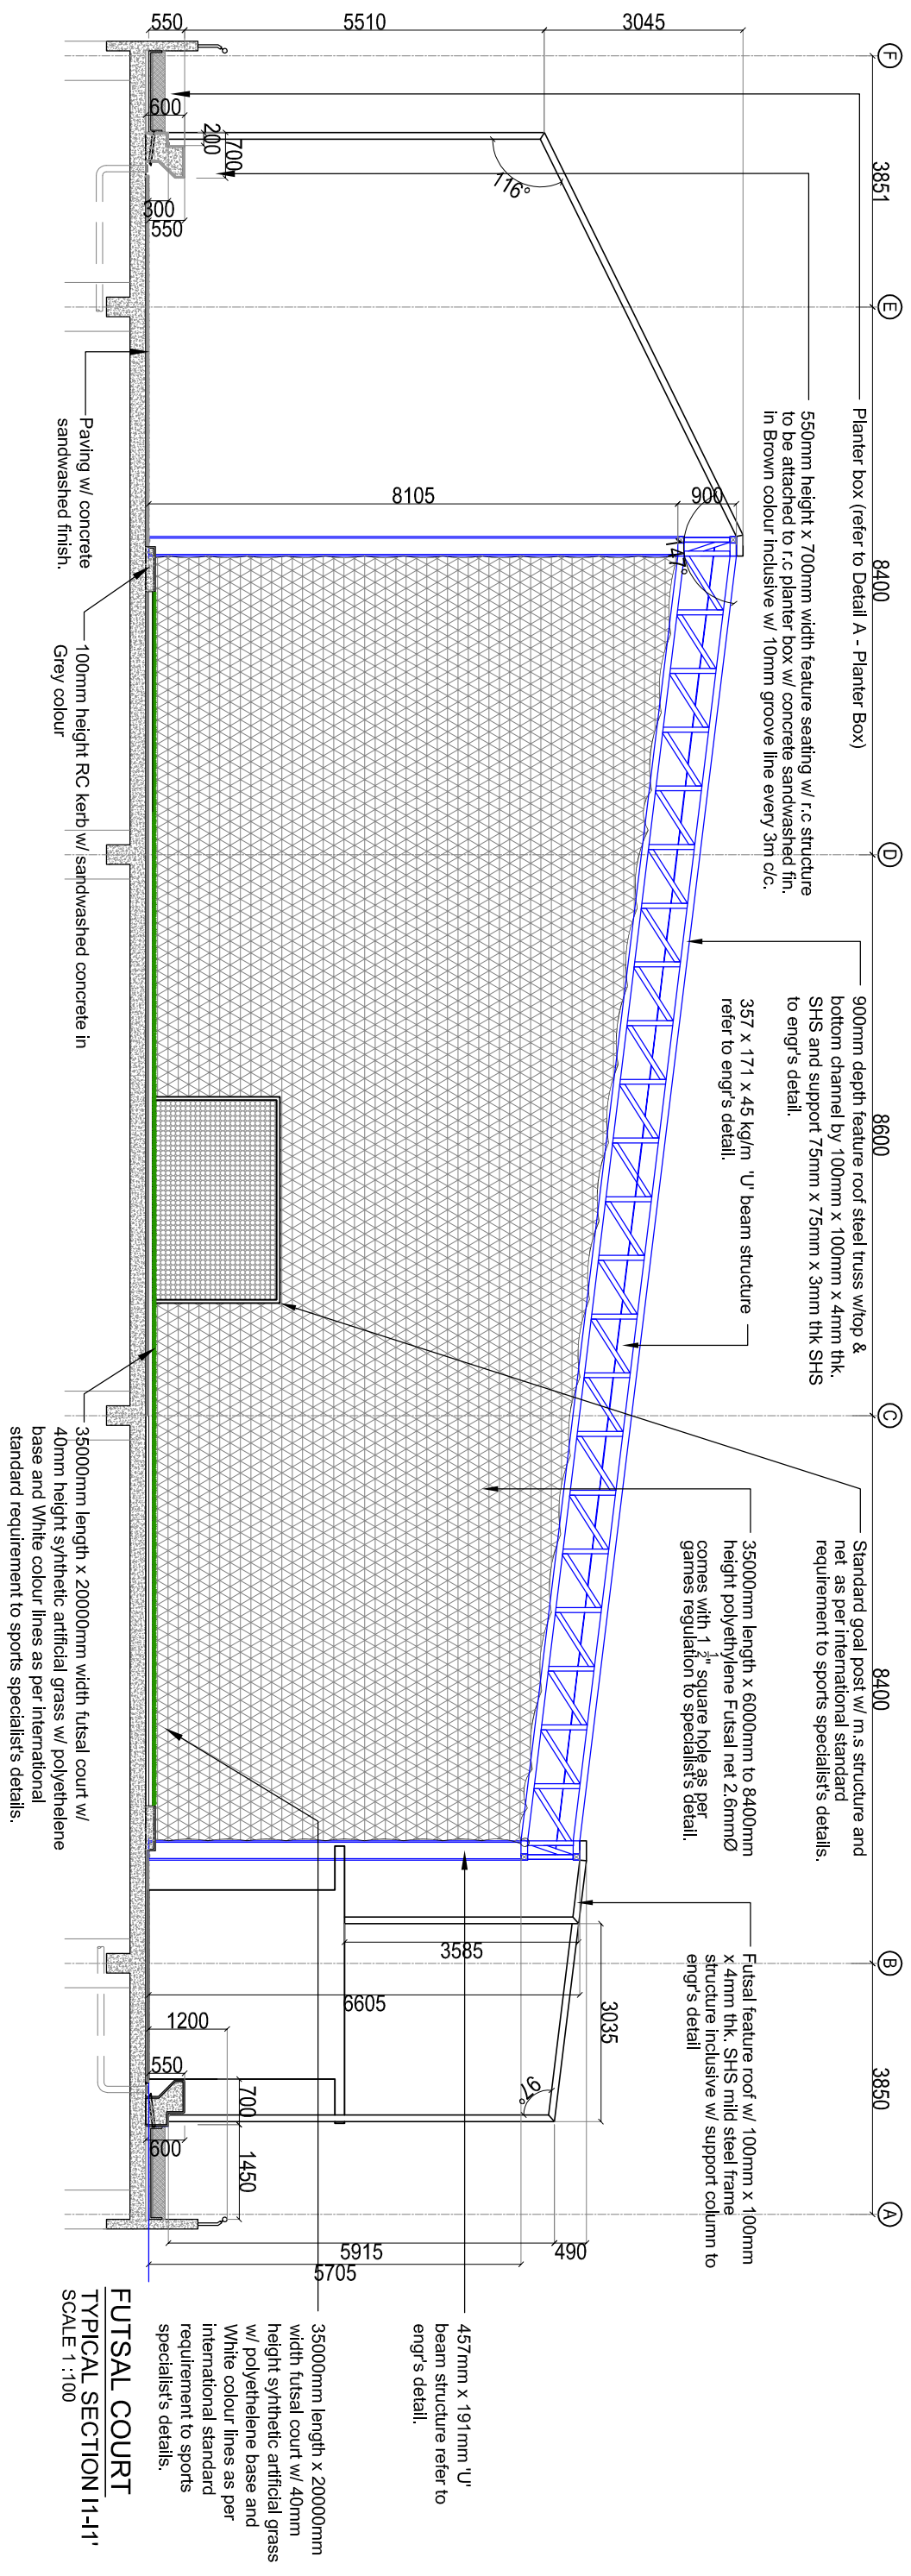 F
E
D
C
B
A
3851
8400
8600
8400
3850
Planter box (refer to Detail A - Planter Box)
550mm height x 700mm width feature seating w/ r.c structure
to be attached to r.c planter box w/ concrete sandwashed fin.
in Brown colour inclusive w/ 10mm groove line every 3m c/c.
900mm depth feature roof steel truss w/top &
bottom channel by 100mm x 100mm x 4mm thk.
SHS and support 75mm x 75mm x 3mm thk SHS
to engr's detail.
357 x 171 x 45 kg/m 'U' beam structure
refer to engr's detail.
Standard goal post w/ m.s structure and
net as per international standard
requirement to sports specialist's details.
35000mm length x 6000mm to 8400mm
height polyethylene Futsal net 2.6mmØ
comes with 1 ½" square hole as per
games regulation to specialist's detail.
Futsal feature roof w/ 100mm x 100mm
x 4mm thk. SHS mild steel frame
structure inclusive w/ support column to
engr's detail
457mm x 191mm 'U'
beam structure refer to
engr's detail.
35000mm length x 20000mm
width futsal court w/ 40mm
height syhthetic artificial grass
w/ polyethelene base and
White colour lines as per
international standard
requirement to sports
specialist's details.
3045
5510
550
116°
147°
900
8105
600
200
700
300
550
3585
6605
3035
97°
1200
550
700
600
1450
490
5915
5705
Paving w/ concrete
sandwashed finish.
100mm height RC kerb w/ sandwashed concrete in
Grey colour
35000mm length x 20000mm width futsal court w/
40mm height syhthetic artificial grass w/ polyethelene
base and White colour lines as per international
standard requirement to sports specialist's details.
FUTSAL COURT
TYPICAL SECTION I1-I1'
SCALE 1 :100